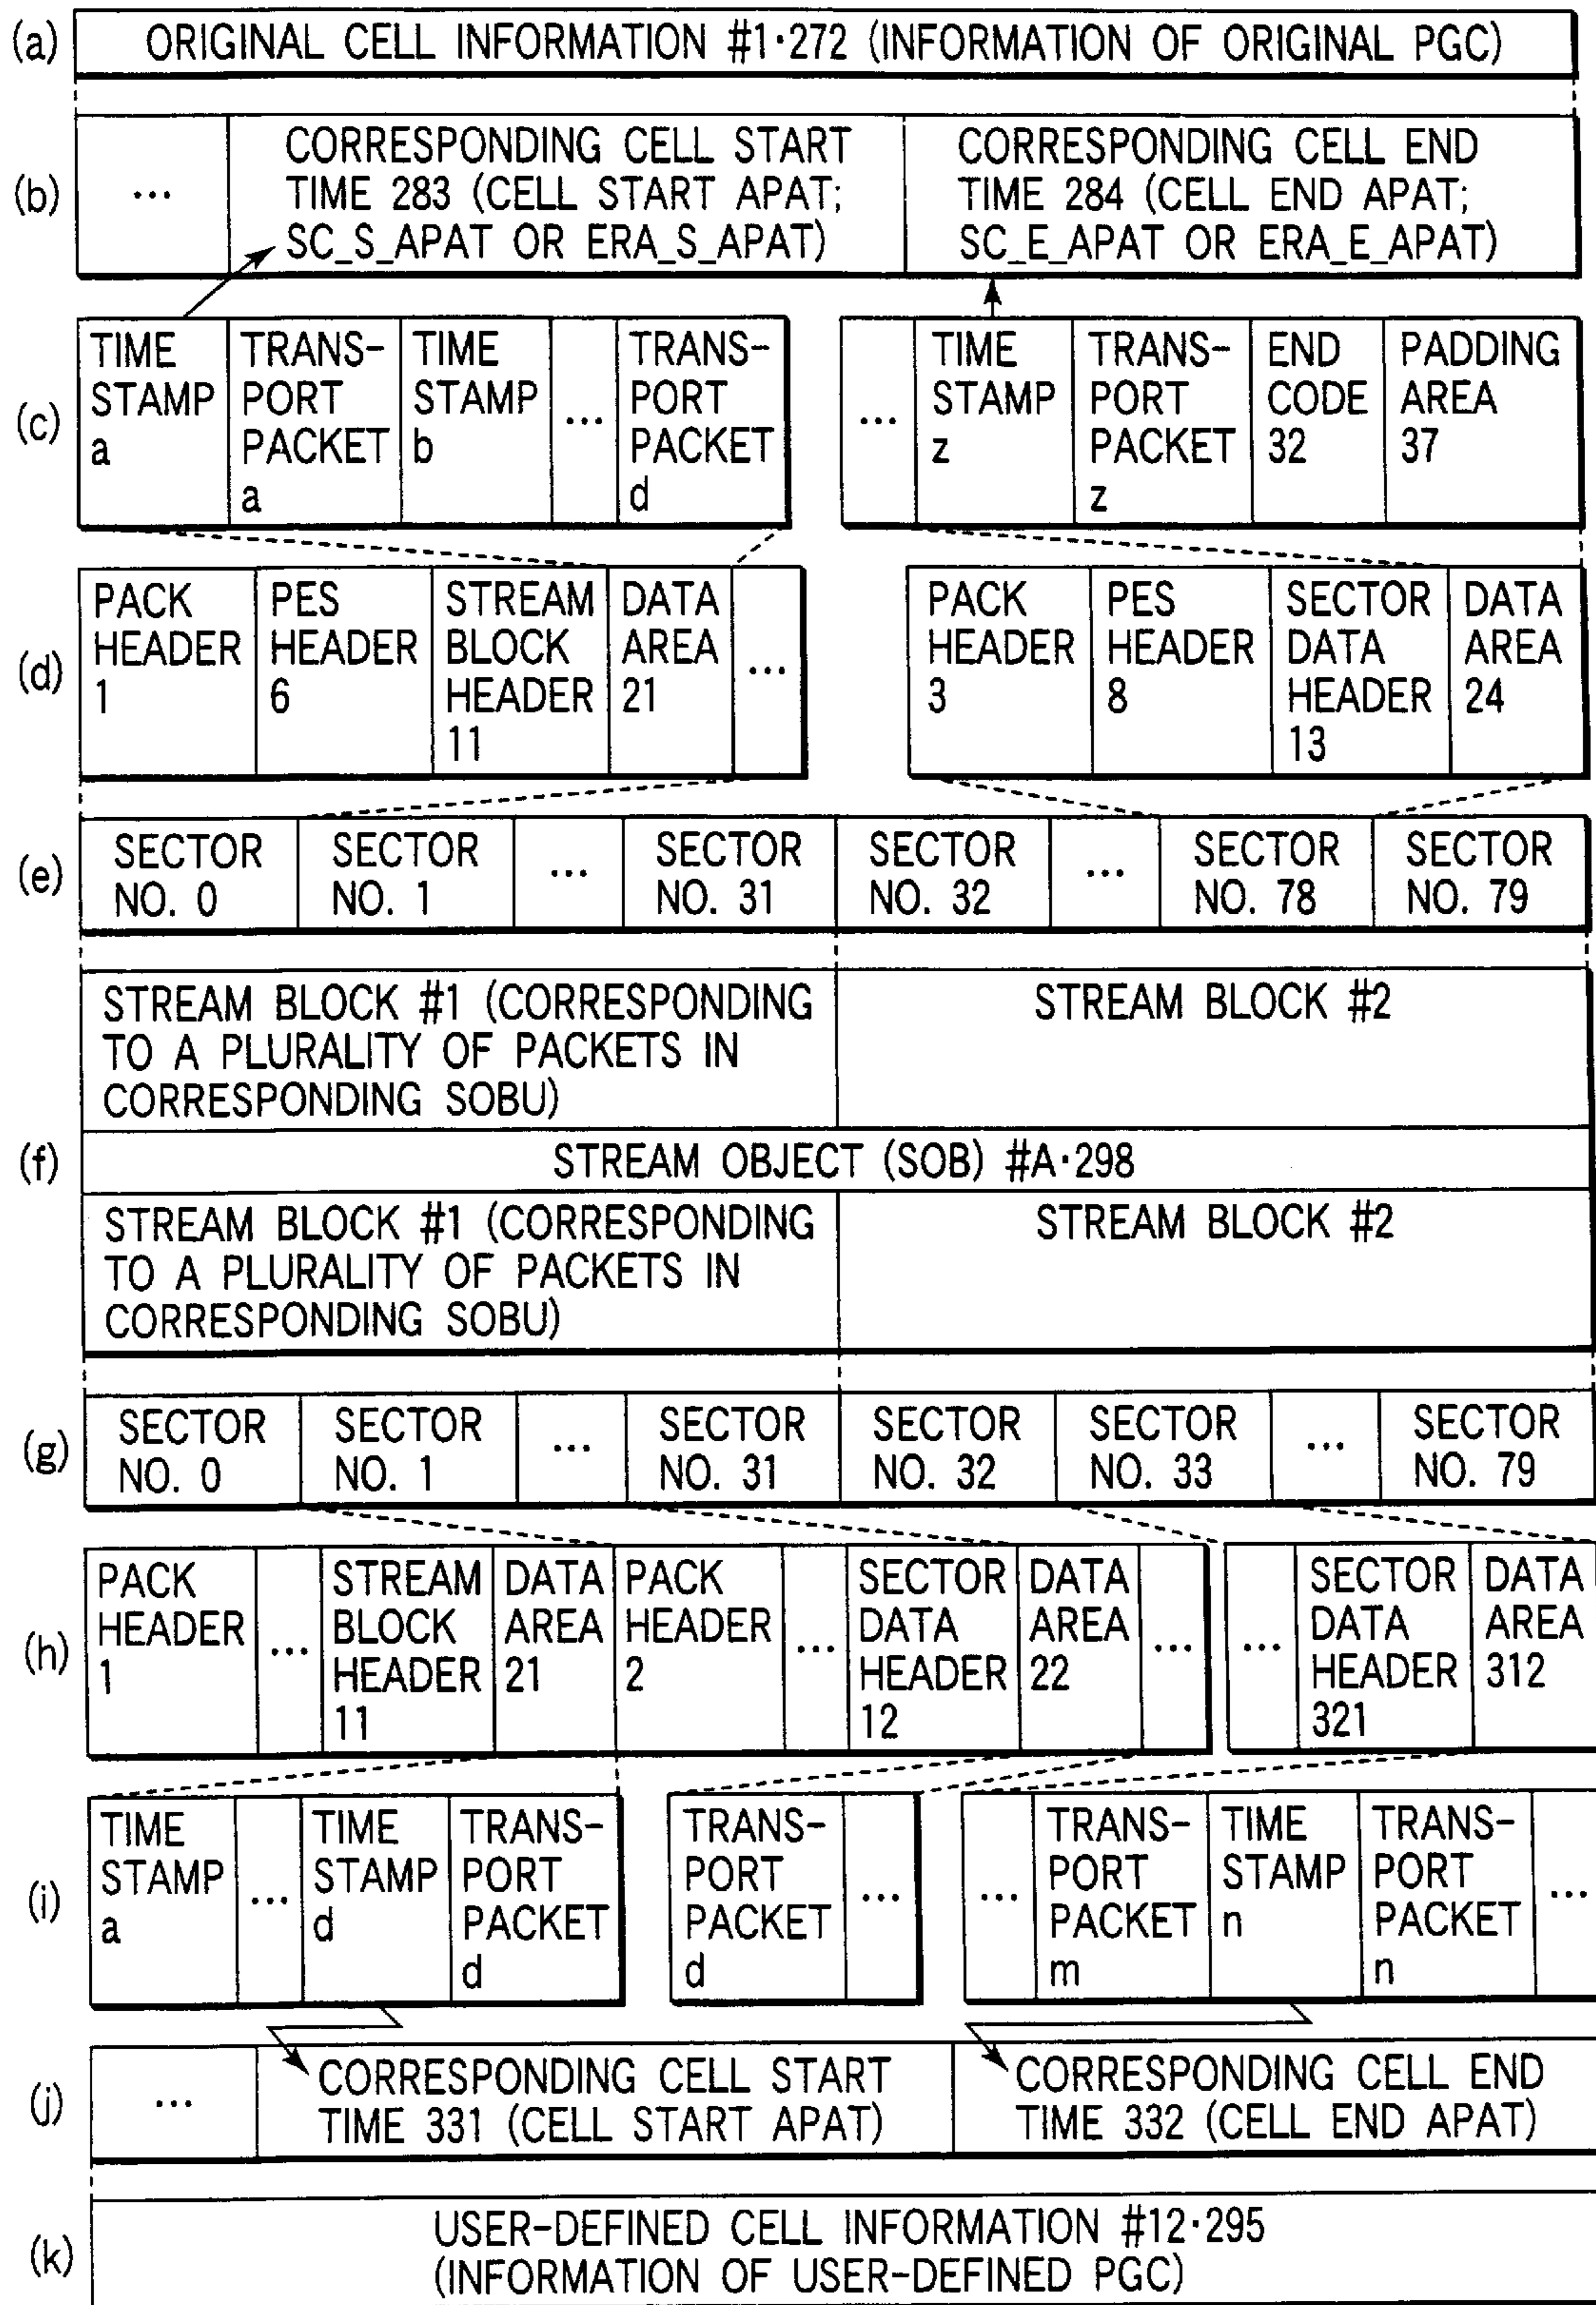 (a) ORIGINAL CELL INFORMATION #1·272 (INFORMATION OF ORIGINAL PGC)
(b)
...
CORRESPONDING CELL START
TIME 283 (CELL START APAT;
SC_S_APAT OR ERA_S_APAT)
CORRESPONDING CELL END
TIME 284 (CELL END APAT;
SC_E_APAT OR ERA_E_APAT)
(c)
TIME
STAMP
a
TRANS-
PORT
PACKET
a
TIME
STAMP
b
...
TRANS-
PORT
PACKET
d
...
TIME
STAMP
z
TRANS-
PORT
PACKET
z
END
CODE
32
PADDING
AREA
37
(d)
PACK
HEADER
1
PES
HEADER
6
STREAM
BLOCK
HEADER
11
DATA
AREA
21
...
PACK
HEADER
3
PES
HEADER
8
SECTOR
DATA
HEADER
13
DATA
AREA
24
(e)
SECTOR
NO. 0
SECTOR
NO. 1
...
SECTOR
NO. 31
SECTOR
NO. 32
...
SECTOR
NO. 78
SECTOR
NO. 79
(f)
STREAM BLOCK #1 (CORRESPONDING
TO A PLURALITY OF PACKETS IN
CORRESPONDING SOBU)
STREAM BLOCK #2
STREAM OBJECT (SOB) #A·298
STREAM BLOCK #1 (CORRESPONDING
TO A PLURALITY OF PACKETS IN
CORRESPONDING SOBU)
STREAM BLOCK #2
(g)
SECTOR
NO. 0
SECTOR
NO. 1
...
SECTOR
NO. 31
SECTOR
NO. 32
SECTOR
NO. 33
...
SECTOR
NO. 79
(h)
PACK
HEADER
1
...
STREAM
BLOCK
HEADER
11
DATA
AREA
21
PACK
HEADER
2
...
SECTOR
DATA
HEADER
12
DATA
AREA
22
...
...
SECTOR
DATA
HEADER
321
DATA
AREA
312
(i)
TIME
STAMP
a
...
TIME
STAMP
d
TRANS-
PORT
PACKET
d
TRANS-
PORT
PACKET
d
...
...
TRANS-
PORT
PACKET
m
TIME
STAMP
n
TRANS-
PORT
PACKET
n
...
(j)
...
CORRESPONDING CELL START
TIME 331 (CELL START APAT)
CORRESPONDING CELL END
TIME 332 (CELL END APAT)
(k)
USER-DEFINED CELL INFORMATION #12·295
(INFORMATION OF USER-DEFINED PGC)